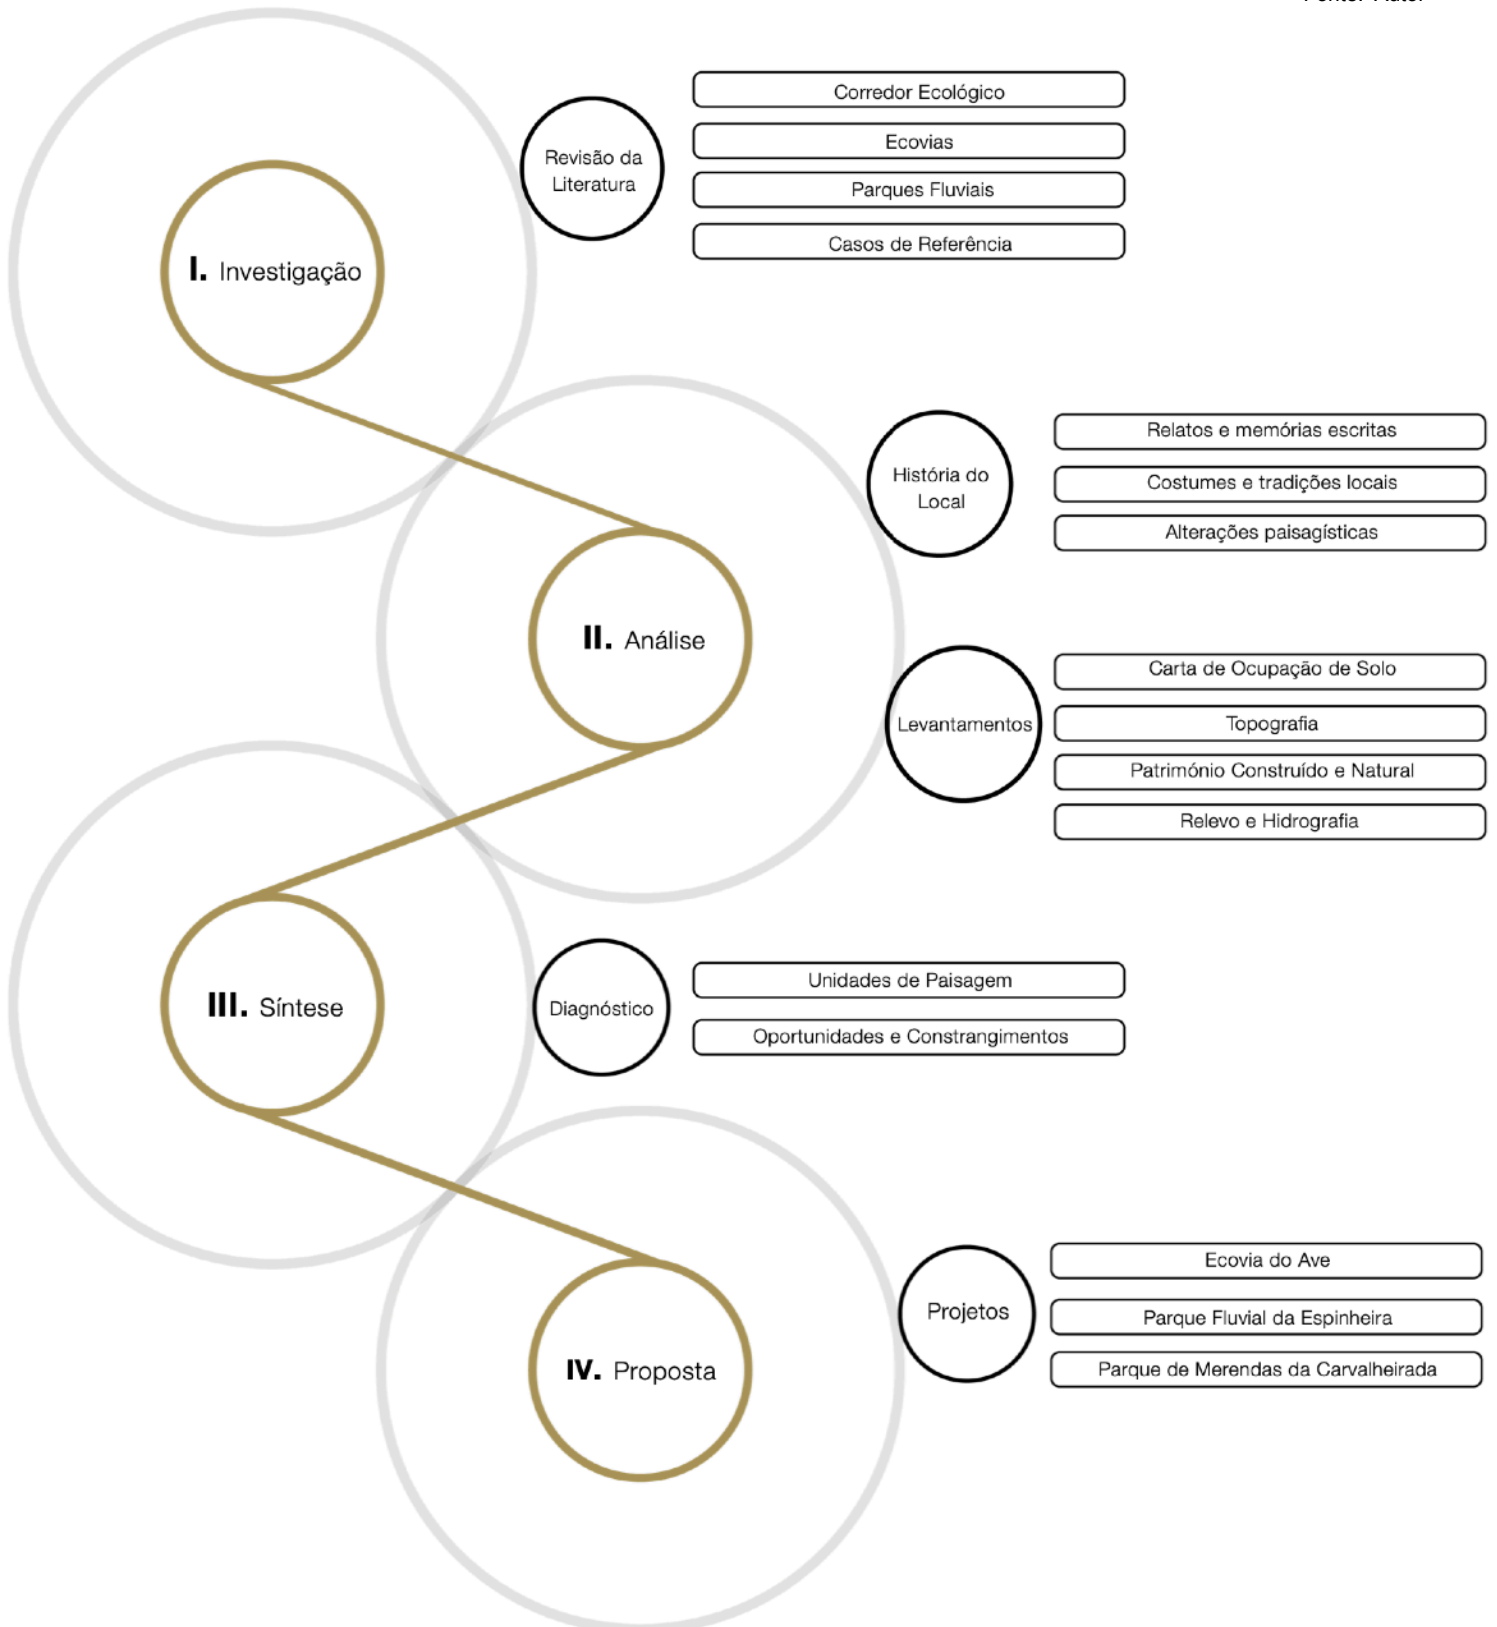 Corredor Ecológico
Revisão da
Literatura
Ecovias
Parques Fluviais
Casos de Referência
I. Investigação
História do
Local
Relatos e memórias escritas
Costumes e tradições locais
Alterações paisagísticas
II. Análise
Levantamentos
Carta de Ocupação de Solo
Topografia
Património Construído e Natural
Relevo e Hidrografia
III. Síntese
Diagnóstico
Unidades de Paisagem
Oportunidades e Constrangimentos
IV. Proposta
Projetos
Ecovia do Ave
Parque Fluvial da Espinheira
Parque de Merendas da Carvalheirada